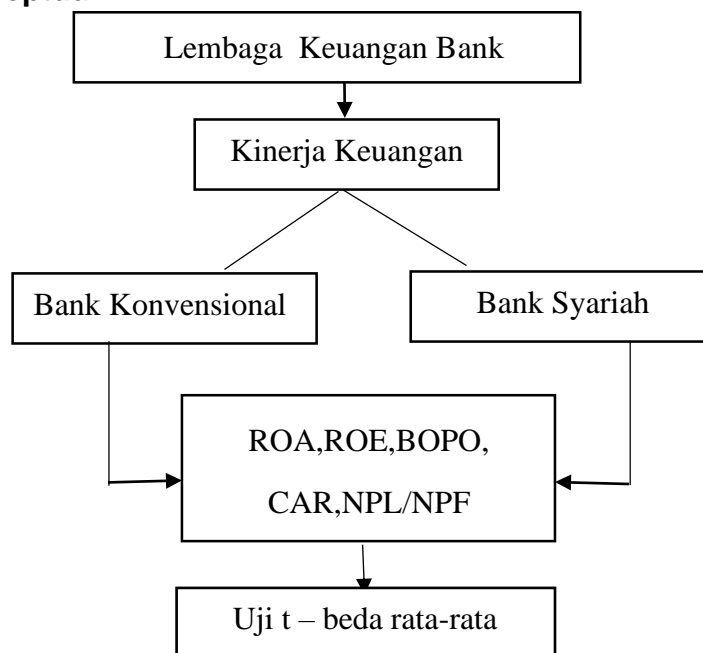 Lembaga Keuangan Bank
Kinerja Keuangan
Bank Konvensional
Bank Syariah
ROA,ROE,BOPO,
CAR,NPL/NPF
Uji t – beda rata-rata